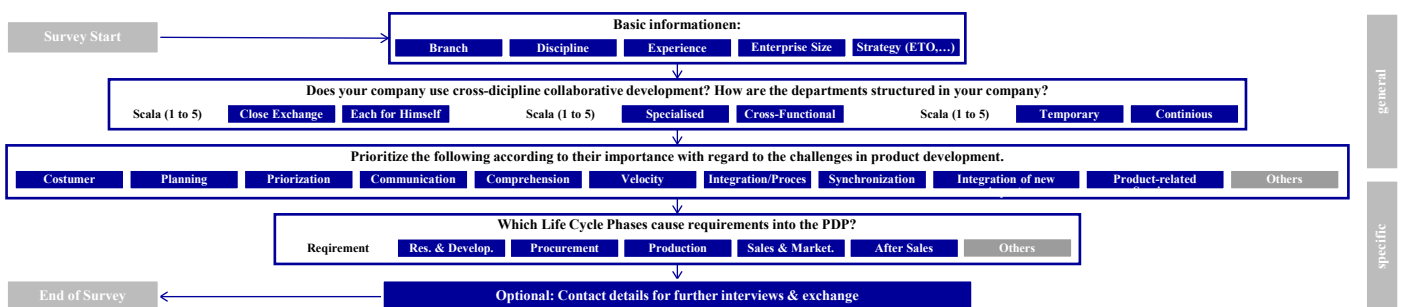 Basic informationen:
Survey Start
Branch Discipline Experience Enterprise Size Strategy (ETO,…)
general
Does your company use cross-dicipline collaborative development? How are the departments structured in your company?
Scala (1 to 5) Close Exchange Each for Himself Scala (1 to 5) Specialised Cross-Functional Scala (1 to 5) Temporary Continious
Prioritize the following according to their importance with regard to the challenges in product development.
Costumer Planning Priorization Communication Comprehension Velocity Integration/Proces Synchronization Integration of new Product-related Others
specific
Which Life Cycle Phases cause requirements into the PDP?
Reqirement Res. & Develop. Procurement Production Sales & Market. After Sales Others
End of Survey
Optional: Contact details for further interviews & exchange